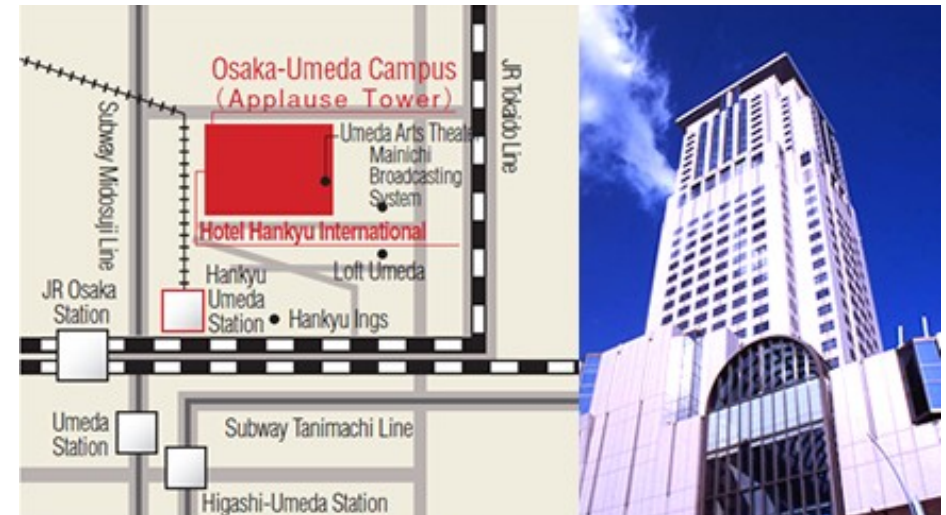 Osaka-Umeda Campus
(Applause Tower)
Umeda Arts Theater
Mainichi
Broadcasting
System
Hotel Hankyu International
Loft Umeda
Hankyu
Umeda
Station
Hankyu Ings
JR Osaka
Station
Subway Midosuji Line
JR Tokaido Line
Umeda
Station
Subway Tanimachi Line
Higashi-Umeda Station